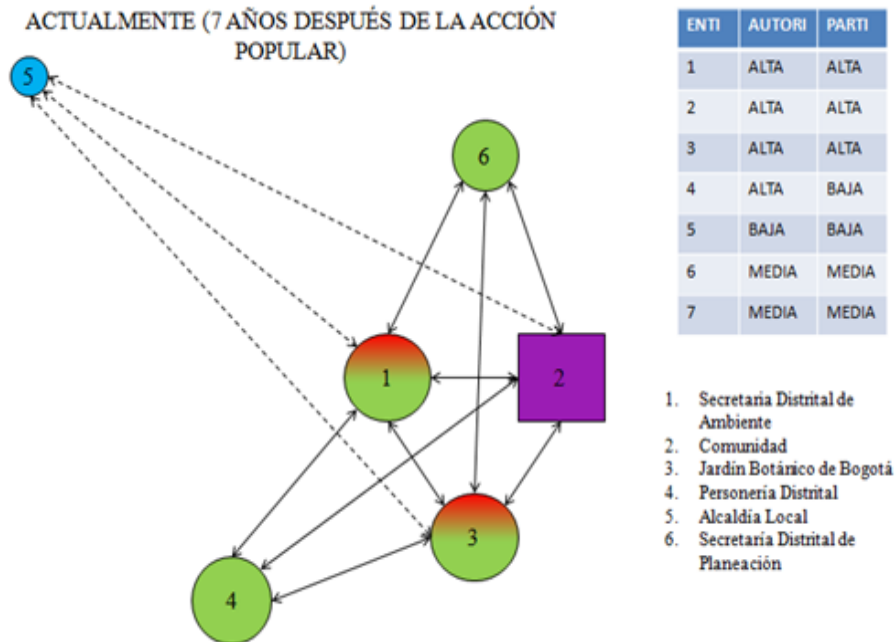 ACTUALMENTE (7 AÑOS DESPUÉS DE LA ACCIÓN
POPULAR)
5
6
1
2
3
4
ENTI AUTORI PARTI
1 ALTA ALTA
2 ALTA ALTA
3 ALTA ALTA
4 ALTA BAJA
5 BAJA BAJA
6 MEDIA MEDIA
7 MEDIA MEDIA
1. Secretaria Distrital de
Ambiente
2. Comunidad
3. Jardín Botánico de Bogotá
4. Personería Distrital
5. Alcaldía Local
6. Secretaría Distrital de
Planeación